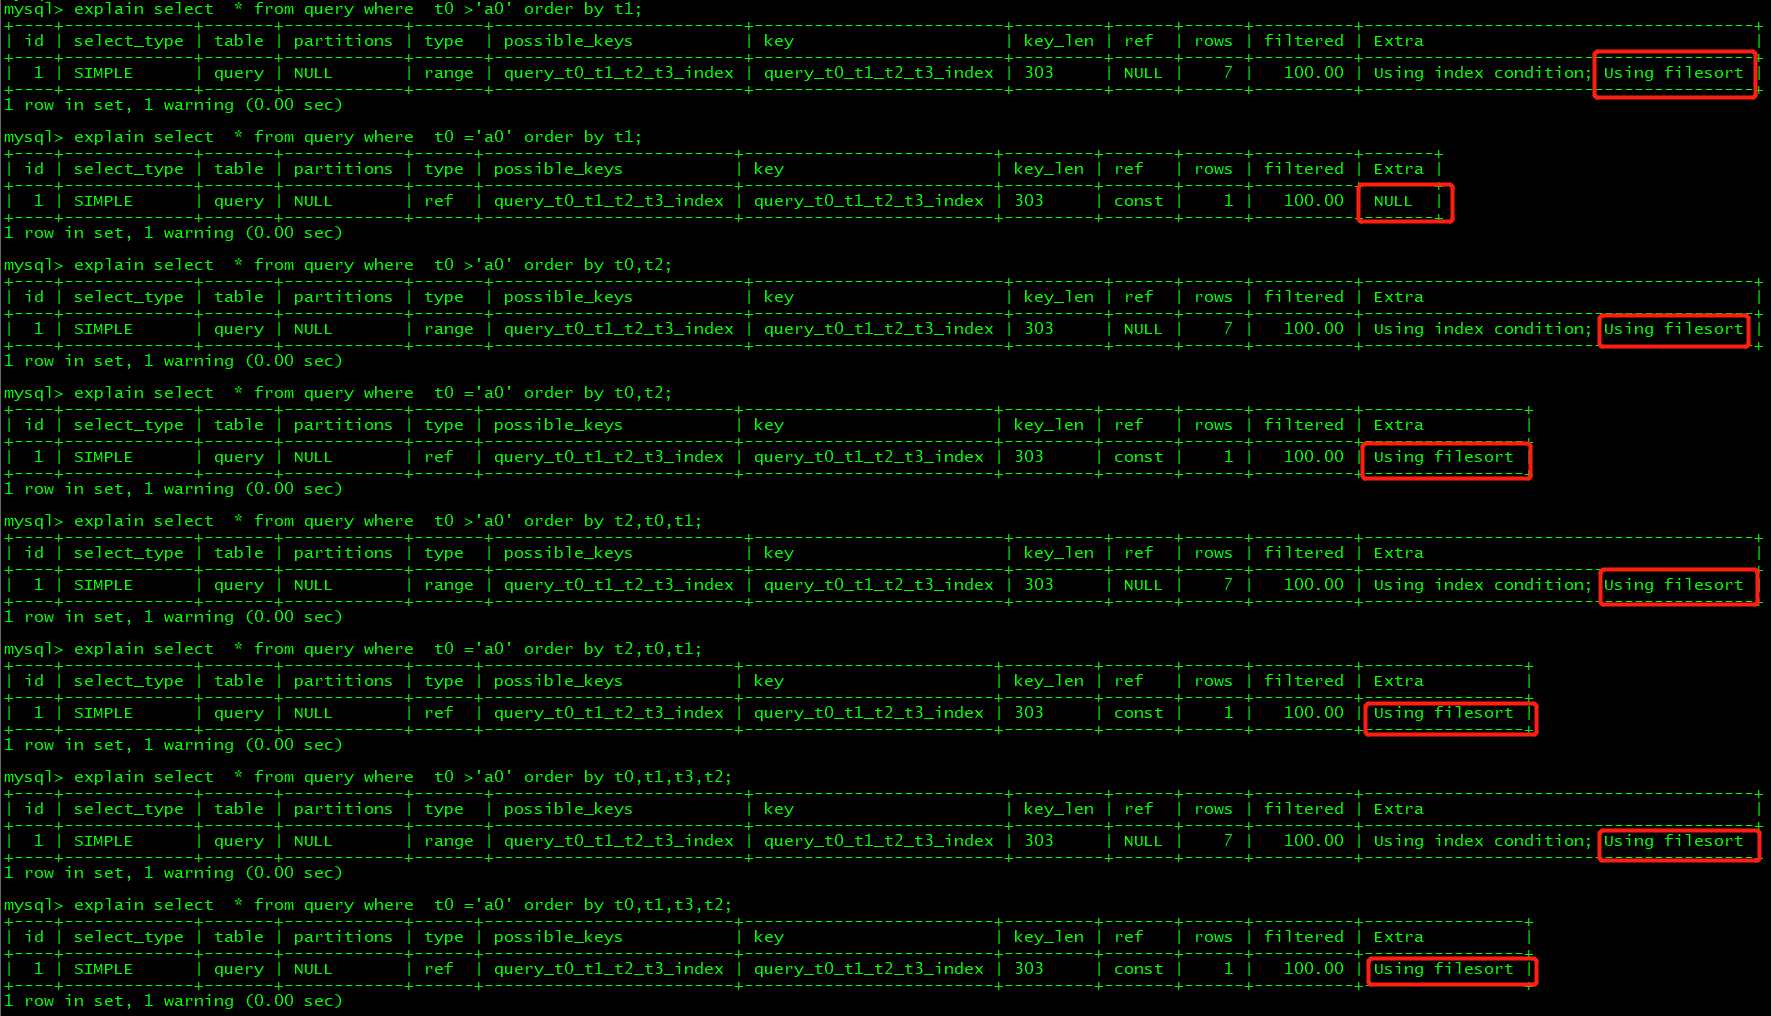 mysql> explain select  * from query where  t0 >'a0' order by t1;
+----+-------------+-------+------------+-------+-------------------------+-------------------------+---------+------+------+----------+---------------------------------------+
| id | select_type | table | partitions | type  | possible_keys           | key                     | key_len | ref  | rows | filtered | Extra                                 |
+----+-------------+-------+------------+-------+-------------------------+-------------------------+---------+------+------+----------+---------------------------------------+
|  1 | SIMPLE      | query | NULL       | range | query_t0_t1_t2_t3_index | query_t0_t1_t2_t3_index | 303     | NULL |    7 |   100.00 | Using index condition; Using filesort |
+----+-------------+-------+------------+-------+-------------------------+-------------------------+---------+------+------+----------+---------------------------------------+
1 row in set, 1 warning (0.00 sec)
mysql> explain select  * from query where  t0 ='a0' order by t1;
+----+-------------+-------+------------+------+-------------------------+-------------------------+---------+-------+------+----------+-------+
| id | select_type | table | partitions | type | possible_keys           | key                     | key_len | ref   | rows | filtered | Extra |
+----+-------------+-------+------------+------+-------------------------+-------------------------+---------+-------+------+----------+-------+
|  1 | SIMPLE      | query | NULL       | ref  | query_t0_t1_t2_t3_index | query_t0_t1_t2_t3_index | 303     | const |    1 |   100.00 | NULL  |
+----+-------------+-------+------------+------+-------------------------+-------------------------+---------+-------+------+----------+-------+
1 row in set, 1 warning (0.00 sec)
mysql> explain select  * from query where  t0 >'a0' order by t0,t2;
+----+-------------+-------+------------+-------+-------------------------+-------------------------+---------+------+------+----------+---------------------------------------+
| id | select_type | table | partitions | type  | possible_keys           | key                     | key_len | ref  | rows | filtered | Extra                                 |
+----+-------------+-------+------------+-------+-------------------------+-------------------------+---------+------+------+----------+---------------------------------------+
|  1 | SIMPLE      | query | NULL       | range | query_t0_t1_t2_t3_index | query_t0_t1_t2_t3_index | 303     | NULL |    7 |   100.00 | Using index condition; Using filesort |
+----+-------------+-------+------------+-------+-------------------------+-------------------------+---------+------+------+----------+---------------------------------------+
1 row in set, 1 warning (0.00 sec)
mysql> explain select  * from query where  t0 ='a0' order by t0,t2;
+----+-------------+-------+------------+------+-------------------------+-------------------------+---------+-------+------+----------+----------------+
| id | select_type | table | partitions | type | possible_keys           | key                     | key_len | ref   | rows | filtered | Extra          |
+----+-------------+-------+------------+------+-------------------------+-------------------------+---------+-------+------+----------+----------------+
|  1 | SIMPLE      | query | NULL       | ref  | query_t0_t1_t2_t3_index | query_t0_t1_t2_t3_index | 303     | const |    1 |   100.00 | Using filesort |
+----+-------------+-------+------------+------+-------------------------+-------------------------+---------+-------+------+----------+----------------+
1 row in set, 1 warning (0.00 sec)
mysql> explain select  * from query where  t0 >'a0' order by t2,t0,t1;
+----+-------------+-------+------------+-------+-------------------------+-------------------------+---------+------+------+----------+---------------------------------------+
| id | select_type | table | partitions | type  | possible_keys           | key                     | key_len | ref  | rows | filtered | Extra                                 |
+----+-------------+-------+------------+-------+-------------------------+-------------------------+---------+------+------+----------+---------------------------------------+
|  1 | SIMPLE      | query | NULL       | range | query_t0_t1_t2_t3_index | query_t0_t1_t2_t3_index | 303     | NULL |    7 |   100.00 | Using index condition; Using filesort |
+----+-------------+-------+------------+-------+-------------------------+-------------------------+---------+------+------+----------+---------------------------------------+
1 row in set, 1 warning (0.00 sec)
mysql> explain select  * from query where  t0 ='a0' order by t2,t0,t1;
+----+-------------+-------+------------+------+-------------------------+-------------------------+---------+-------+------+----------+----------------+
| id | select_type | table | partitions | type | possible_keys           | key                     | key_len | ref   | rows | filtered | Extra          |
+----+-------------+-------+------------+------+-------------------------+-------------------------+---------+-------+------+----------+----------------+
|  1 | SIMPLE      | query | NULL       | ref  | query_t0_t1_t2_t3_index | query_t0_t1_t2_t3_index | 303     | const |    1 |   100.00 | Using filesort |
+----+-------------+-------+------------+------+-------------------------+-------------------------+---------+-------+------+----------+----------------+
1 row in set, 1 warning (0.00 sec)
mysql> explain select  * from query where  t0 >'a0' order by t0,t1,t3,t2;
+----+-------------+-------+------------+-------+-------------------------+-------------------------+---------+------+------+----------+---------------------------------------+
| id | select_type | table | partitions | type  | possible_keys           | key                     | key_len | ref  | rows | filtered | Extra                                 |
+----+-------------+-------+------------+-------+-------------------------+-------------------------+---------+------+------+----------+---------------------------------------+
|  1 | SIMPLE      | query | NULL       | range | query_t0_t1_t2_t3_index | query_t0_t1_t2_t3_index | 303     | NULL |    7 |   100.00 | Using index condition; Using filesort |
+----+-------------+-------+------------+-------+-------------------------+-------------------------+---------+------+------+----------+---------------------------------------+
1 row in set, 1 warning (0.00 sec)
mysql> explain select  * from query where  t0 ='a0' order by t0,t1,t3,t2;
+----+-------------+-------+------------+------+-------------------------+-------------------------+---------+-------+------+----------+----------------+
| id | select_type | table | partitions | type | possible_keys           | key                     | key_len | ref   | rows | filtered | Extra          |
+----+-------------+-------+------------+------+-------------------------+-------------------------+---------+-------+------+----------+----------------+
|  1 | SIMPLE      | query | NULL       | ref  | query_t0_t1_t2_t3_index | query_t0_t1_t2_t3_index | 303     | const |    1 |   100.00 | Using filesort |
+----+-------------+-------+------------+------+-------------------------+-------------------------+---------+-------+------+----------+----------------+
1 row in set, 1 warning (0.00 sec)